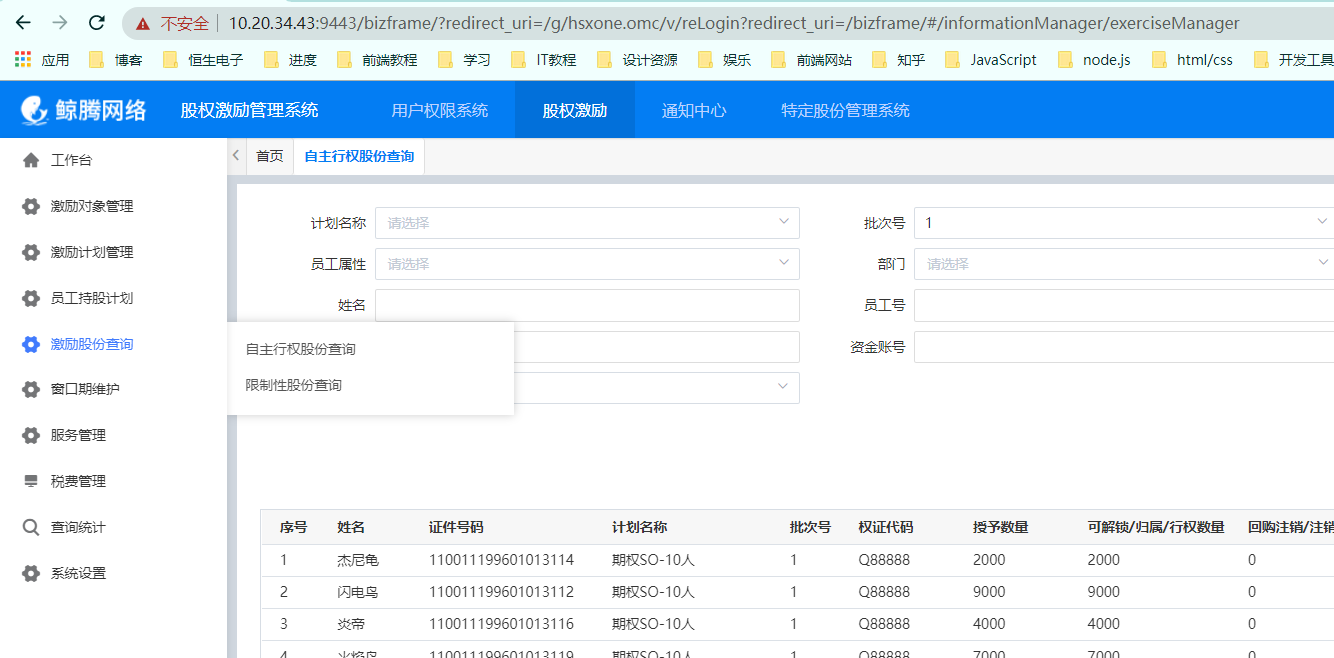 不安全 10.20.34.43:9443/bizframe/?redirect_uri=/g/hsxone.omc/v/reLogin?redirect_uri=/bizframe/#/informationManager/exerciseManager
应用 博客 恒生电子 进度 前端教程 学习 IT教程 设计资源 娱乐 前端网站 知乎 JavaScript node.js html/css 开发工具
鲸腾网络 股权激励管理系统 用户权限系统 股权激励 通知中心 特定股份管理系统
工作台 首页 自主行权股份查询
激励对象管理
计划名称 请选择 批次号 1
激励计划管理 员工属性 请选择 部门 请选择
员工持股计划 姓名 员工号
激励股份查询 自主行权股份查询 资金账号
窗口期维护 限制性股份查询
服务管理
税费管理
查询统计 序号 姓名 证件号码 计划名称 批次号 权证代码 授予数量 可解锁/归属/行权数量 回购注销/注销
1 杰尼龟 110011199601013114 期权SO-10人 1 Q88888 2000 2000 0
系统设置
2 闪电鸟 110011199601013112 期权SO-10人 1 Q88888 9000 9000 0
3 炎帝 110011199601013116 期权SO-10人 1 Q88888 4000 4000 0
4 火焰鸟 110011199601013119 期权SO-10人 1 Q88888 7000 7000 0